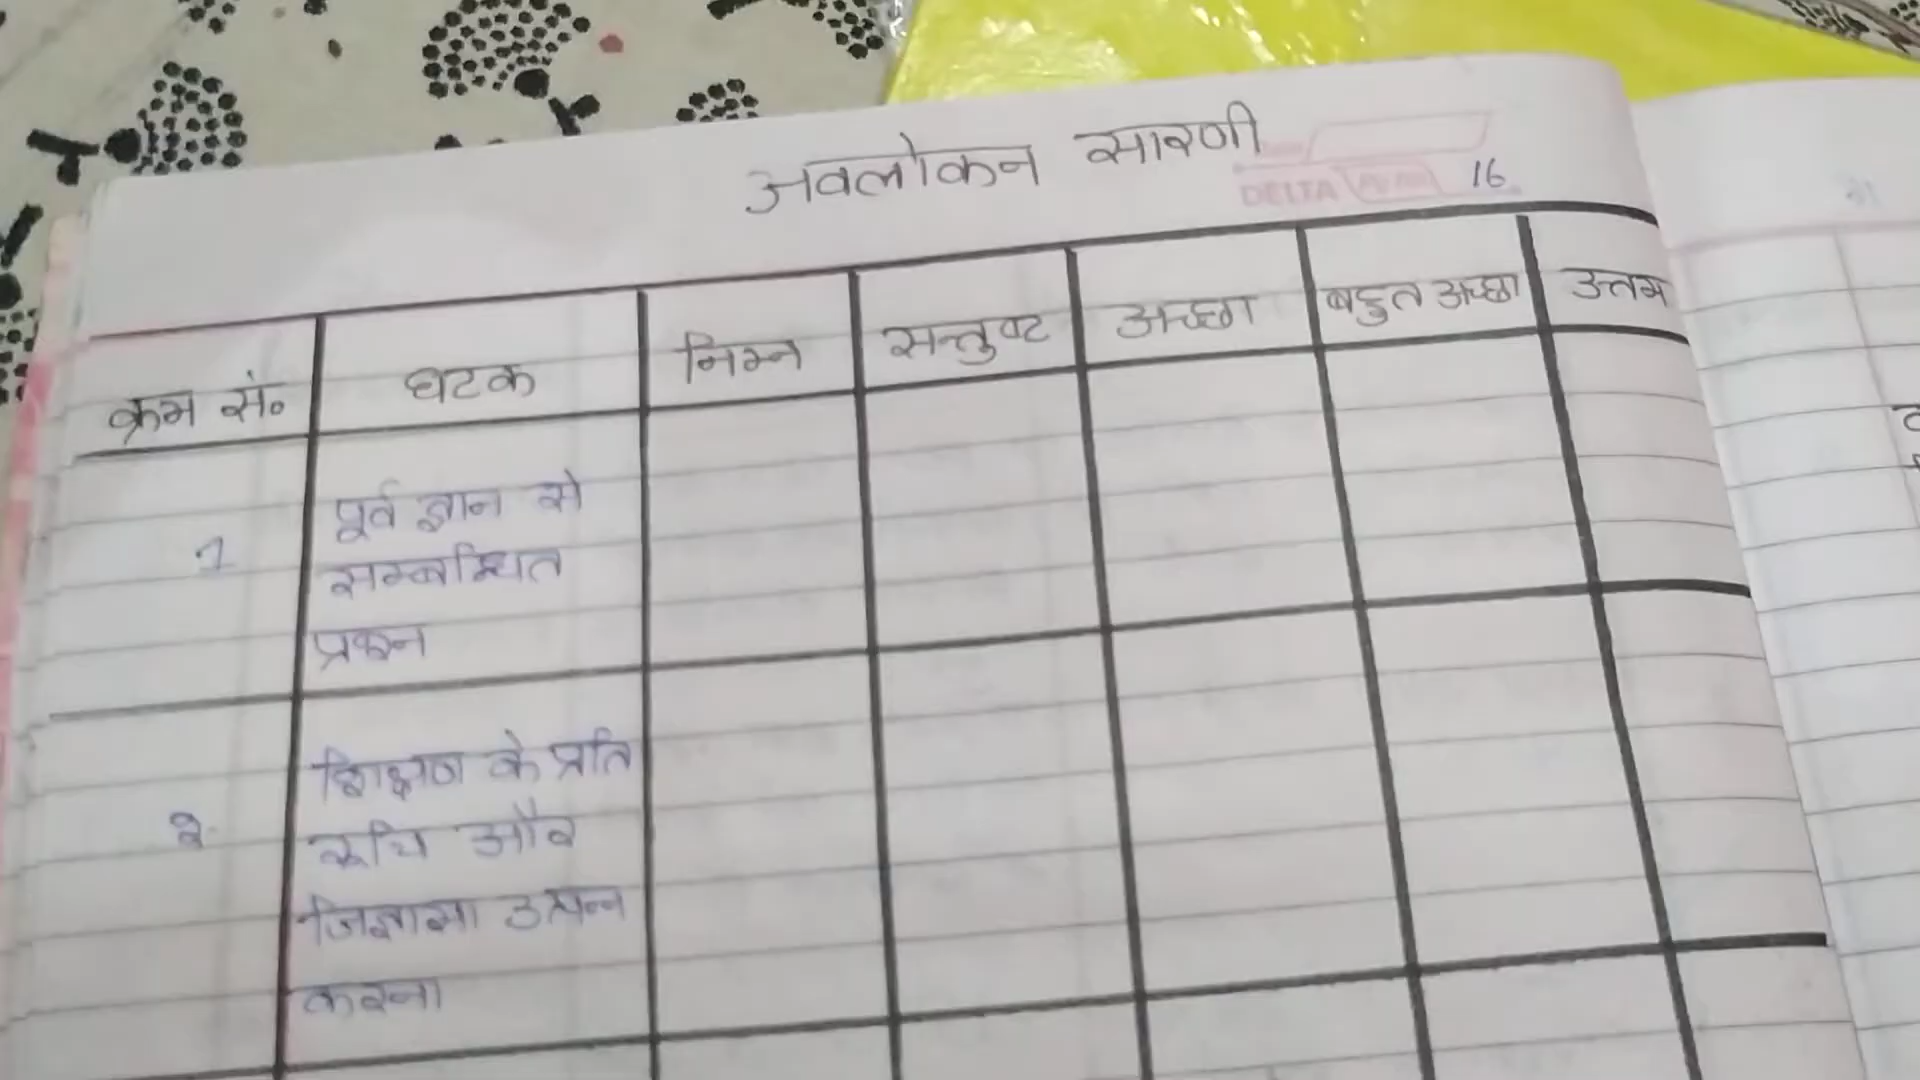 अवलोकन सारणी
DELTA 16
क्रम सं० घटक निम्न सन्तुष्ट अच्छा बहुत अच्छा उत्तम
1 पूर्व ज्ञान से
सम्बन्धित
प्रश्न
2. शिक्षण के प्रति
रूचि और
जिज्ञासा उत्पन्न
करना